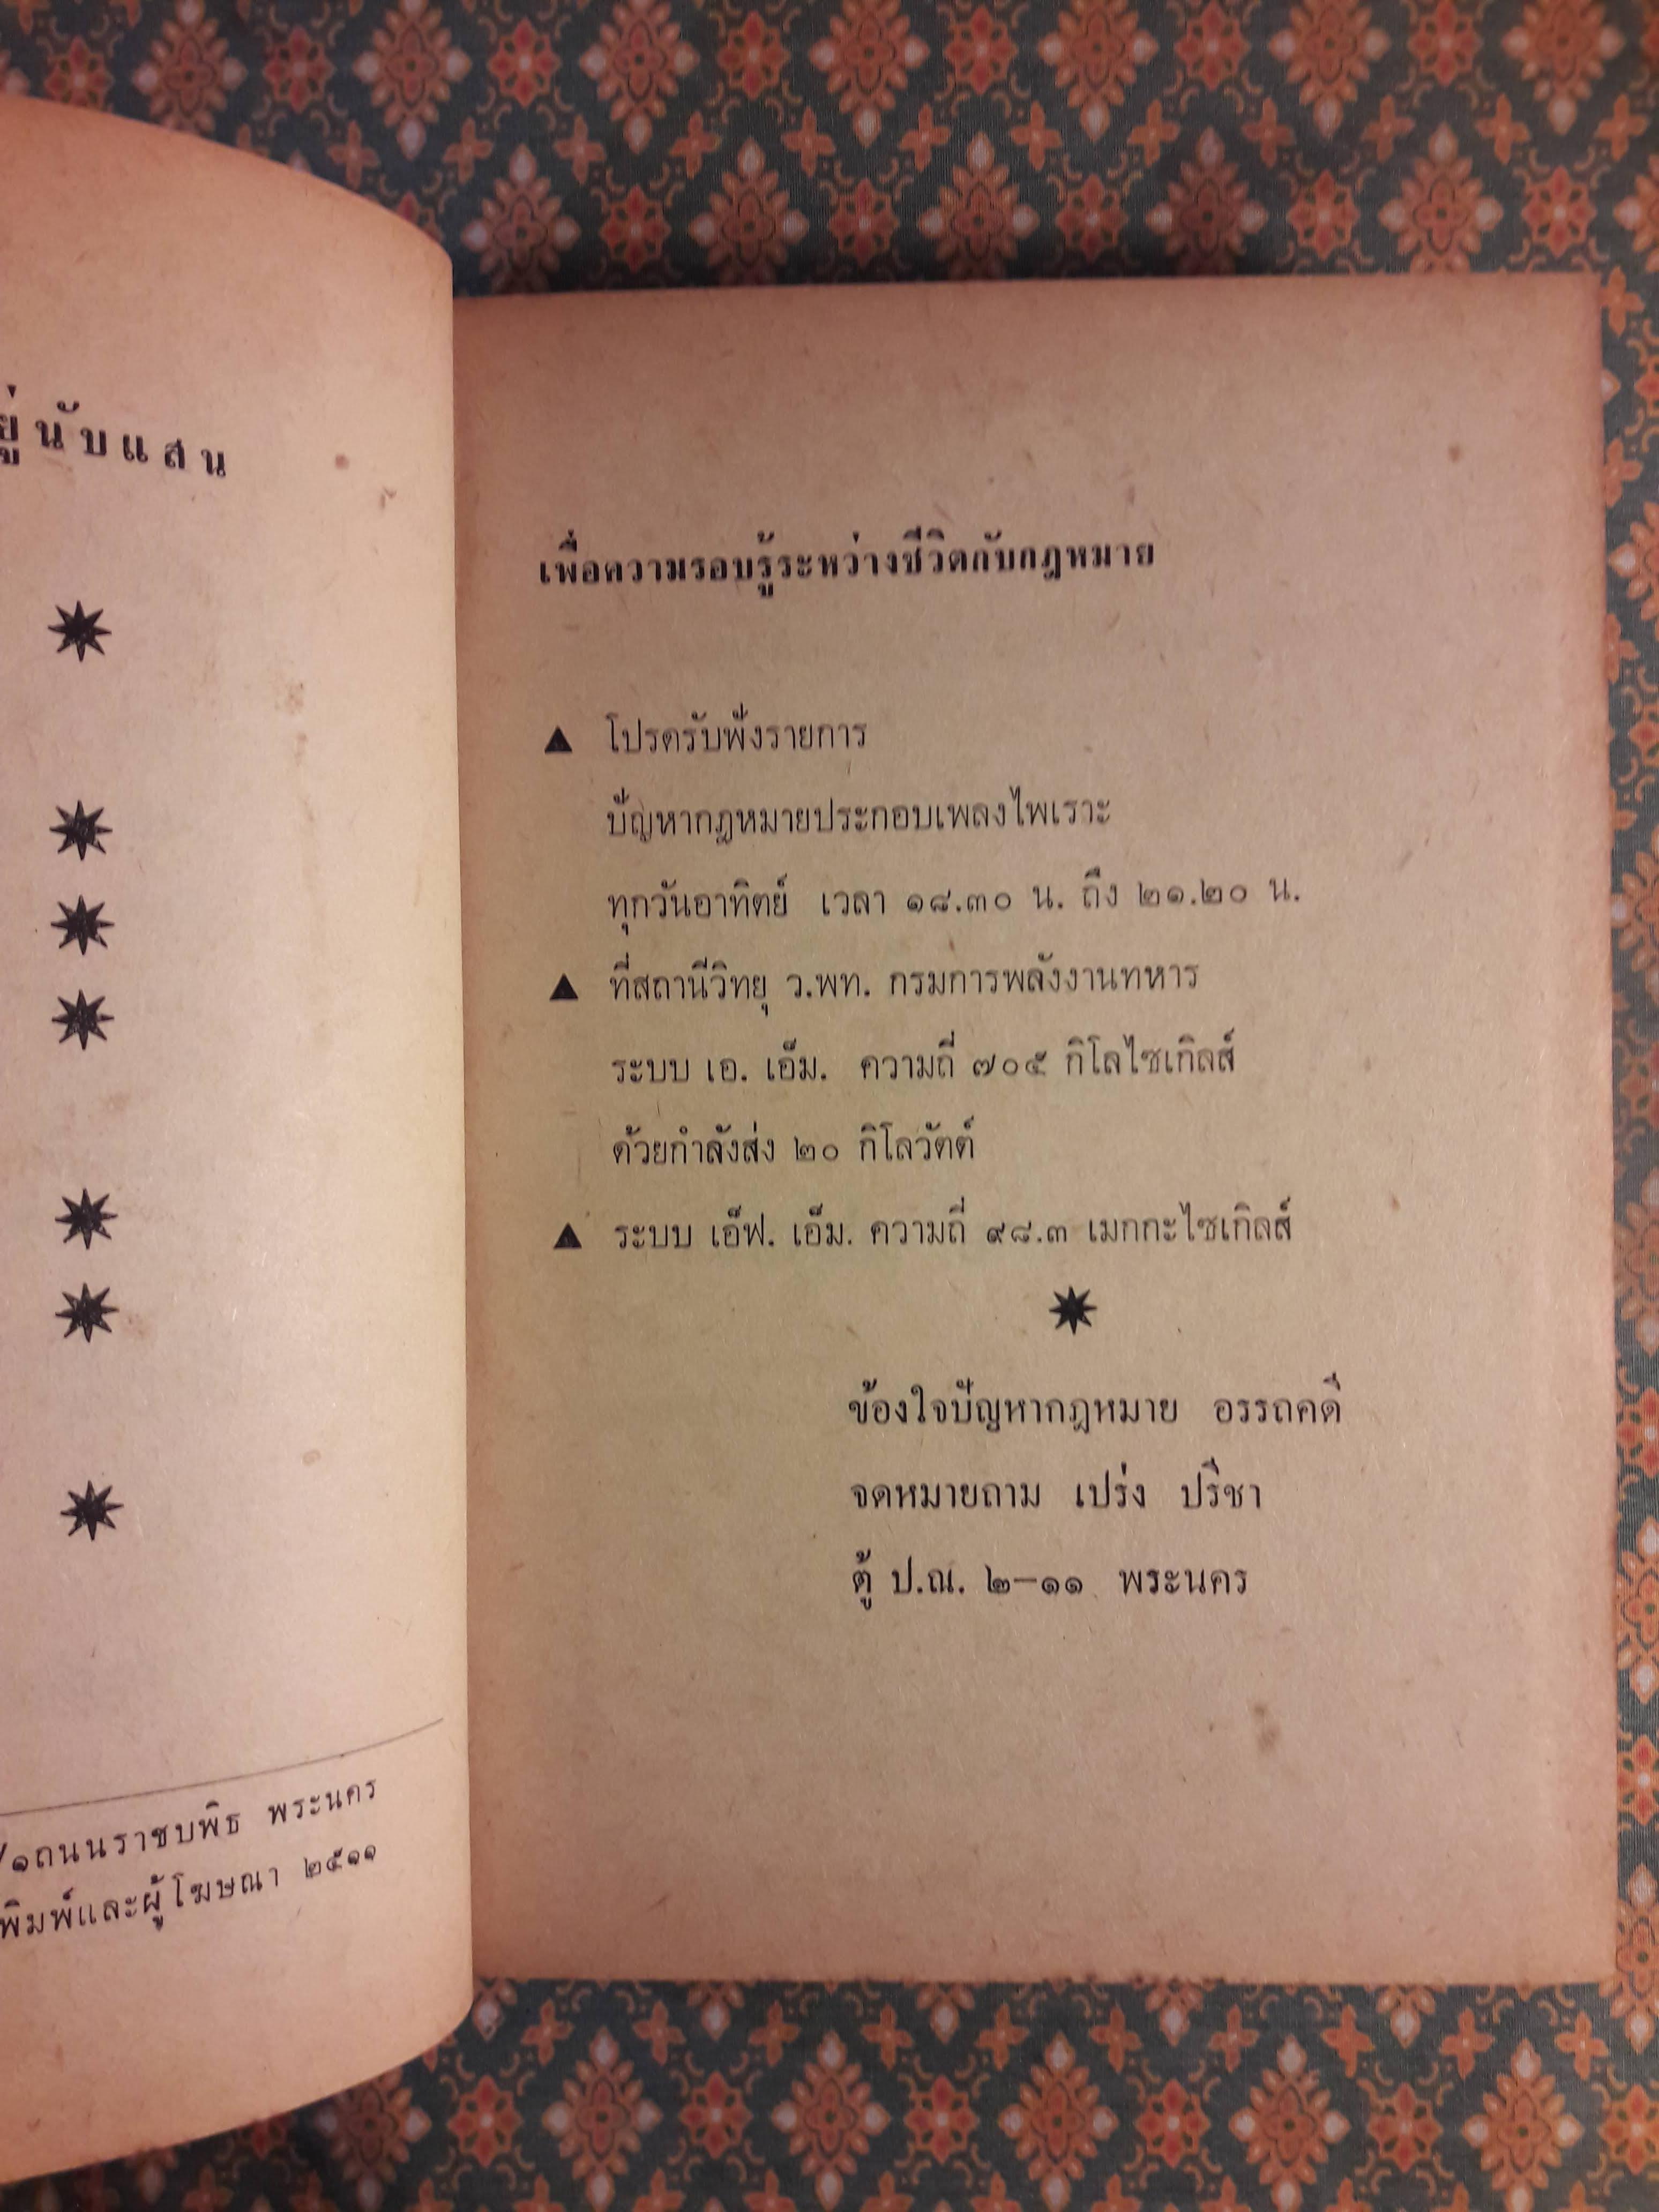 นับแสน
/๑ถนนราชบพิธ พระนคร
พิมพ์และผู้โฆษณา ๒๕๑๑
เพื่อความรอบรู้ระหว่างชีวิตกับกฎหมาย
▲ โปรดรับฟังรายการ
ปัญหากฎหมายประกอบเพลงไพเราะ
ทุกวันอาทิตย์ เวลา ๑๘.๓๐ น. ถึง ๒๑.๒๐ น.
▲ ที่สถานีวิทยุ ว.พท. กรมการพลังงานทหาร
ระบบ เอ. เอ็ม. ความถี่ ๗๐๕ กิโลไซเกิลส์
ด้วยกำลังส่ง ๒๐ กิโลวัตต์
▲ ระบบ เอ็ฟ. เอ็ม. ความถี่ ๙๘.๓ เมกกะไซเกิลส์
ข้องใจปัญหากฎหมาย อรรถคดี
จดหมายถาม เปร่ง ปรีชา
ตู้ ป.ณ. ๒–๑๑ พระนคร